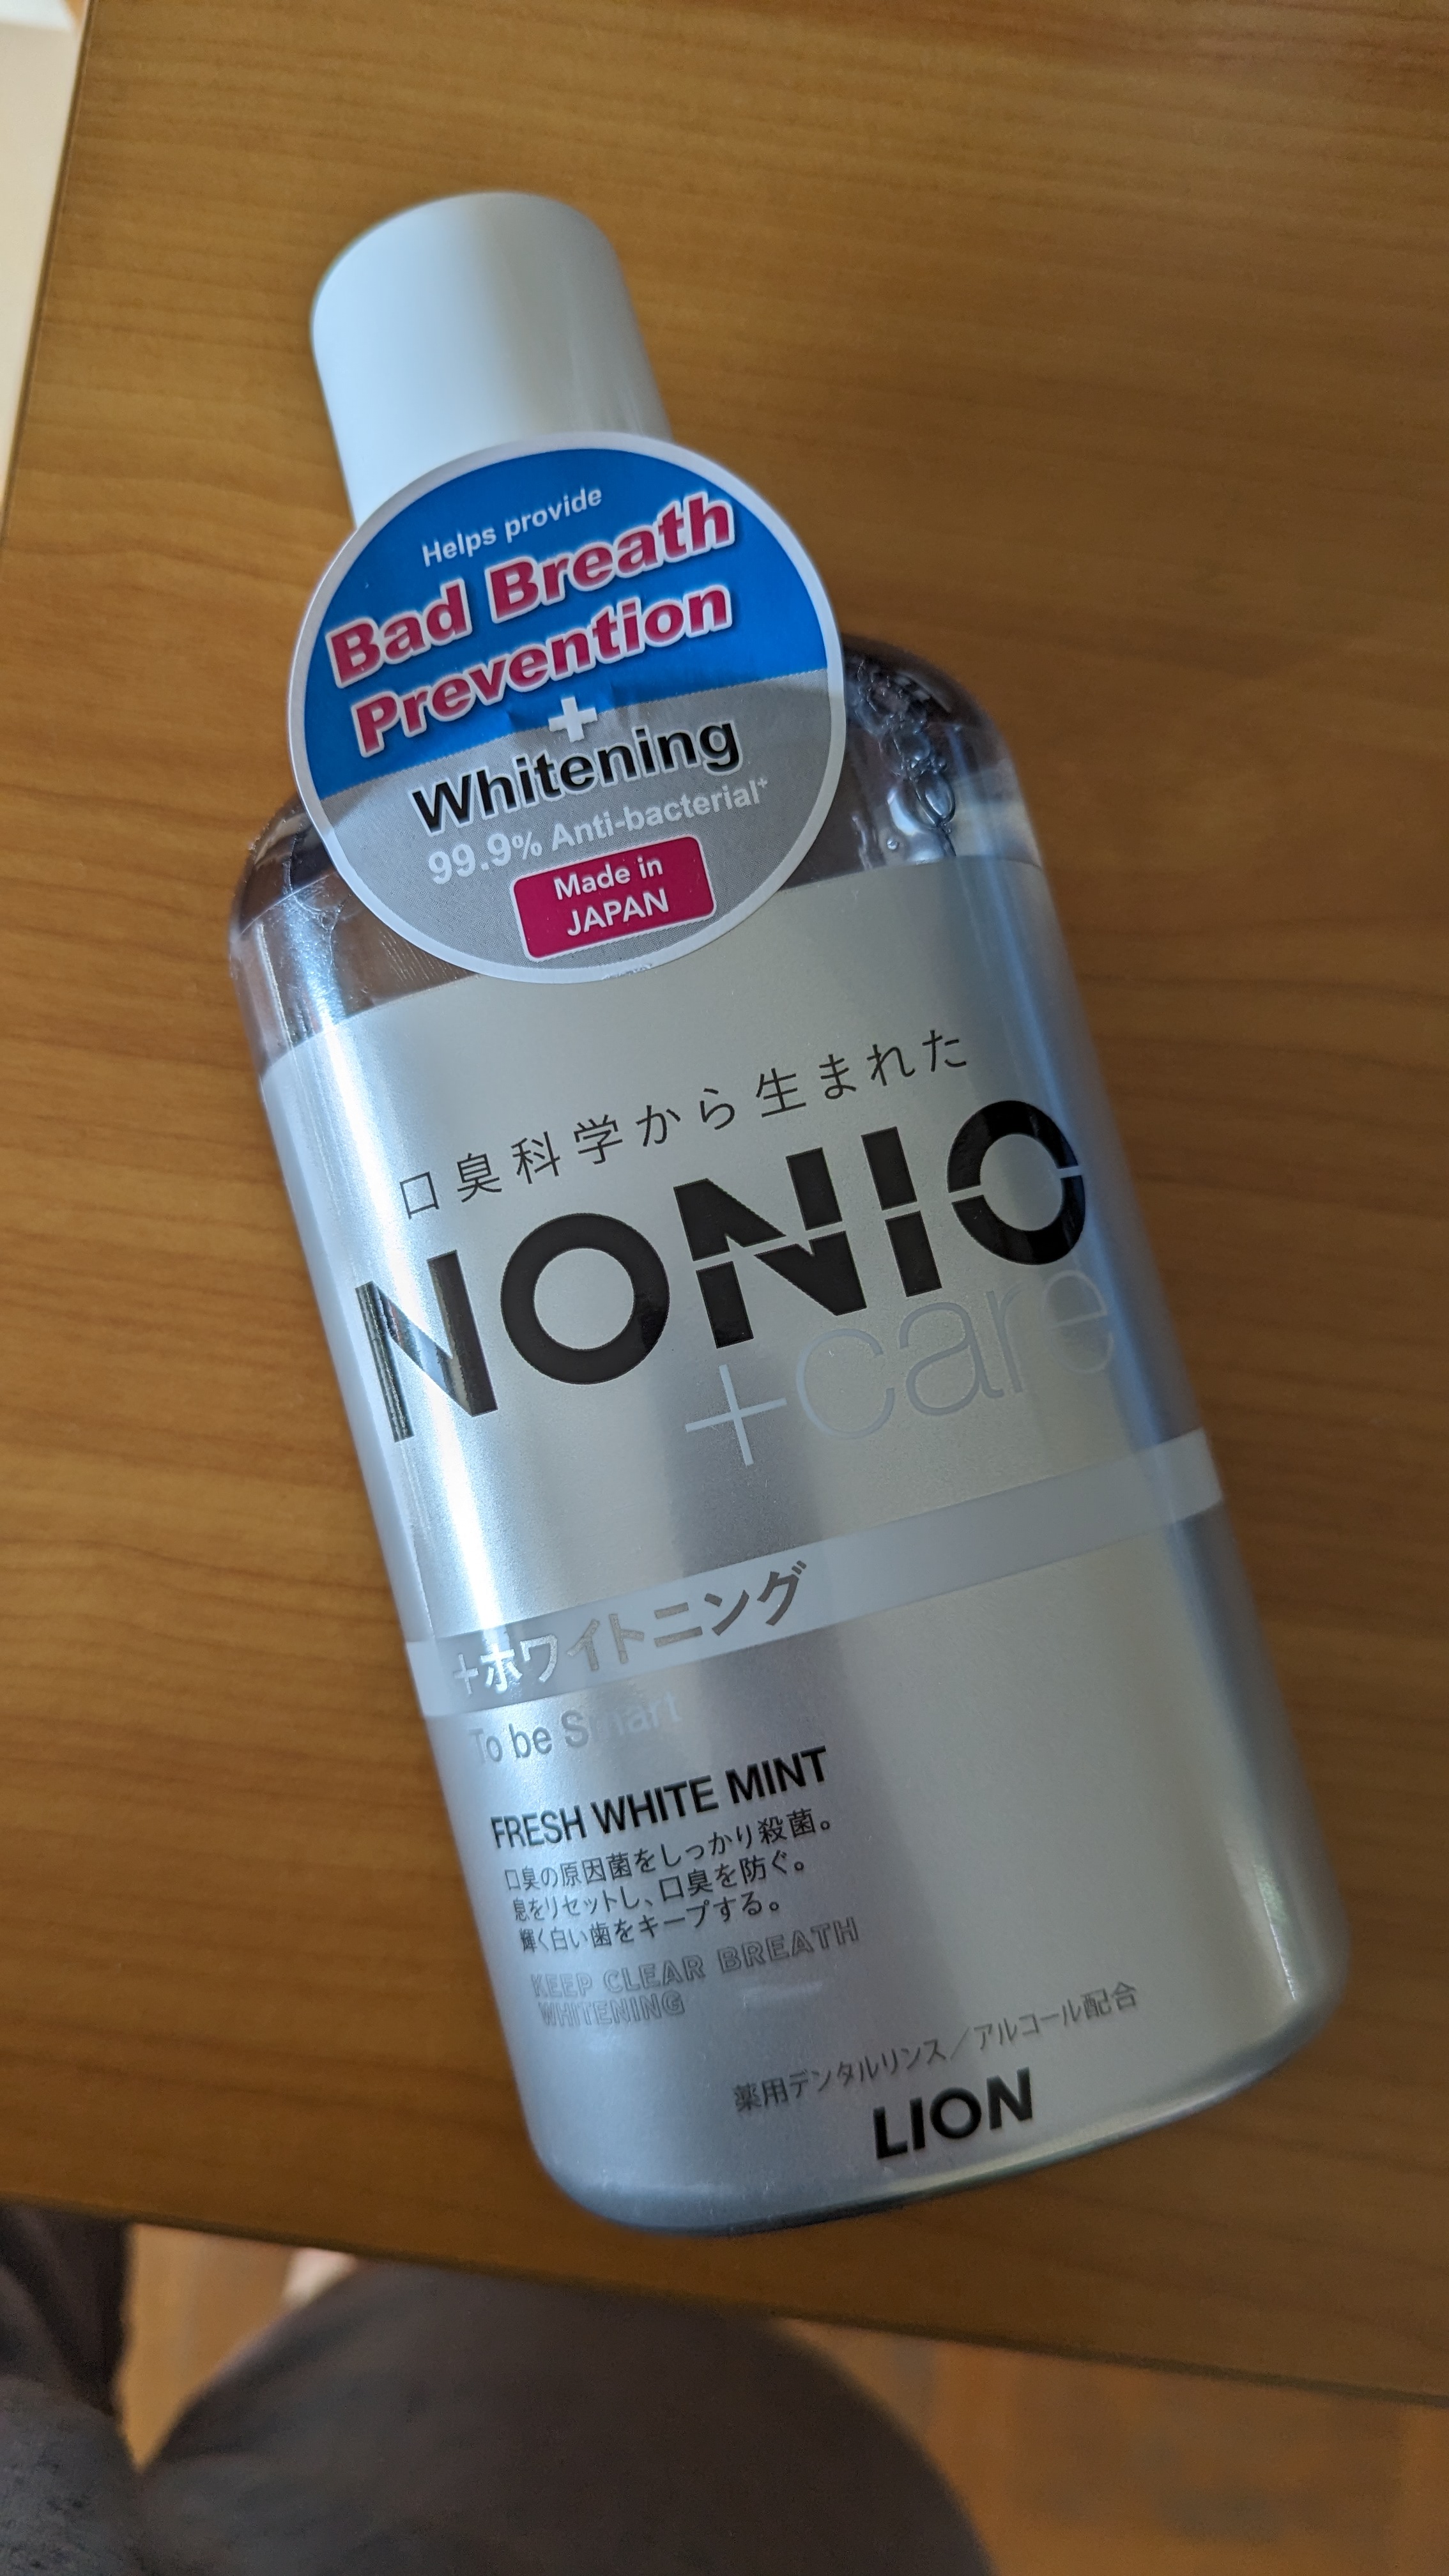 Helps provide
Bad Breath
Prevention
+
Whitening
99.9% Anti-bacterial+
Made in
JAPAN
口臭科学から生まれた
NONIO
+care
+ホワイトニング
To be Smart
FRESH WHITE MINT
口臭の原因菌をしっかり殺菌。
息をリセットし、口臭を防ぐ。
輝く白い歯をキープする。
KEEP CLEAR BREATH
WHITENING
薬用デンタルリンス/アルコール配合
LION